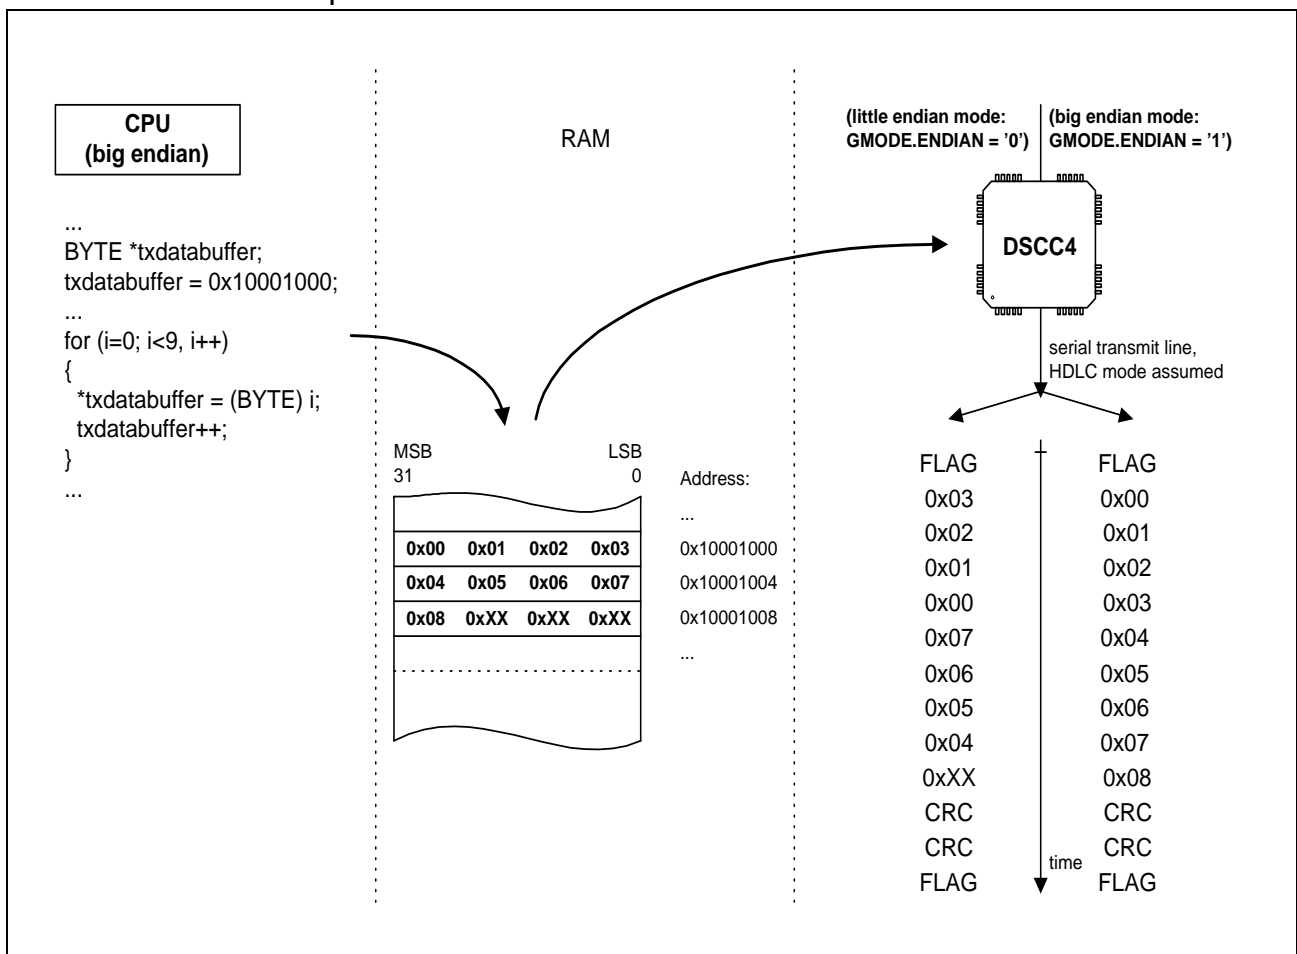 CPU
(big endian)
...
BYTE *txdatabuffer;
txdatabuffer = 0x10001000;
...
for (i=0; i<9, i++)
{
*txdatabuffer = (BYTE) i;
txdatabuffer++;
}
...
RAM
MSB LSB
31 0 Address:
...
0x00 0x01 0x02 0x03 0x10001000
0x04 0x05 0x06 0x07 0x10001004
0x08 0xXX 0xXX 0xXX 0x10001008
...
(little endian mode:
GMODE.ENDIAN = '0')
(big endian mode:
GMODE.ENDIAN = '1')
DSCC4
serial transmit line,
HDLC mode assumed
FLAG FLAG
0x03 0x00
0x02 0x01
0x01 0x02
0x00 0x03
0x07 0x04
0x06 0x05
0x05 0x06
0x04 0x07
0xXX 0x08
CRC CRC
CRC CRC
time
FLAG FLAG